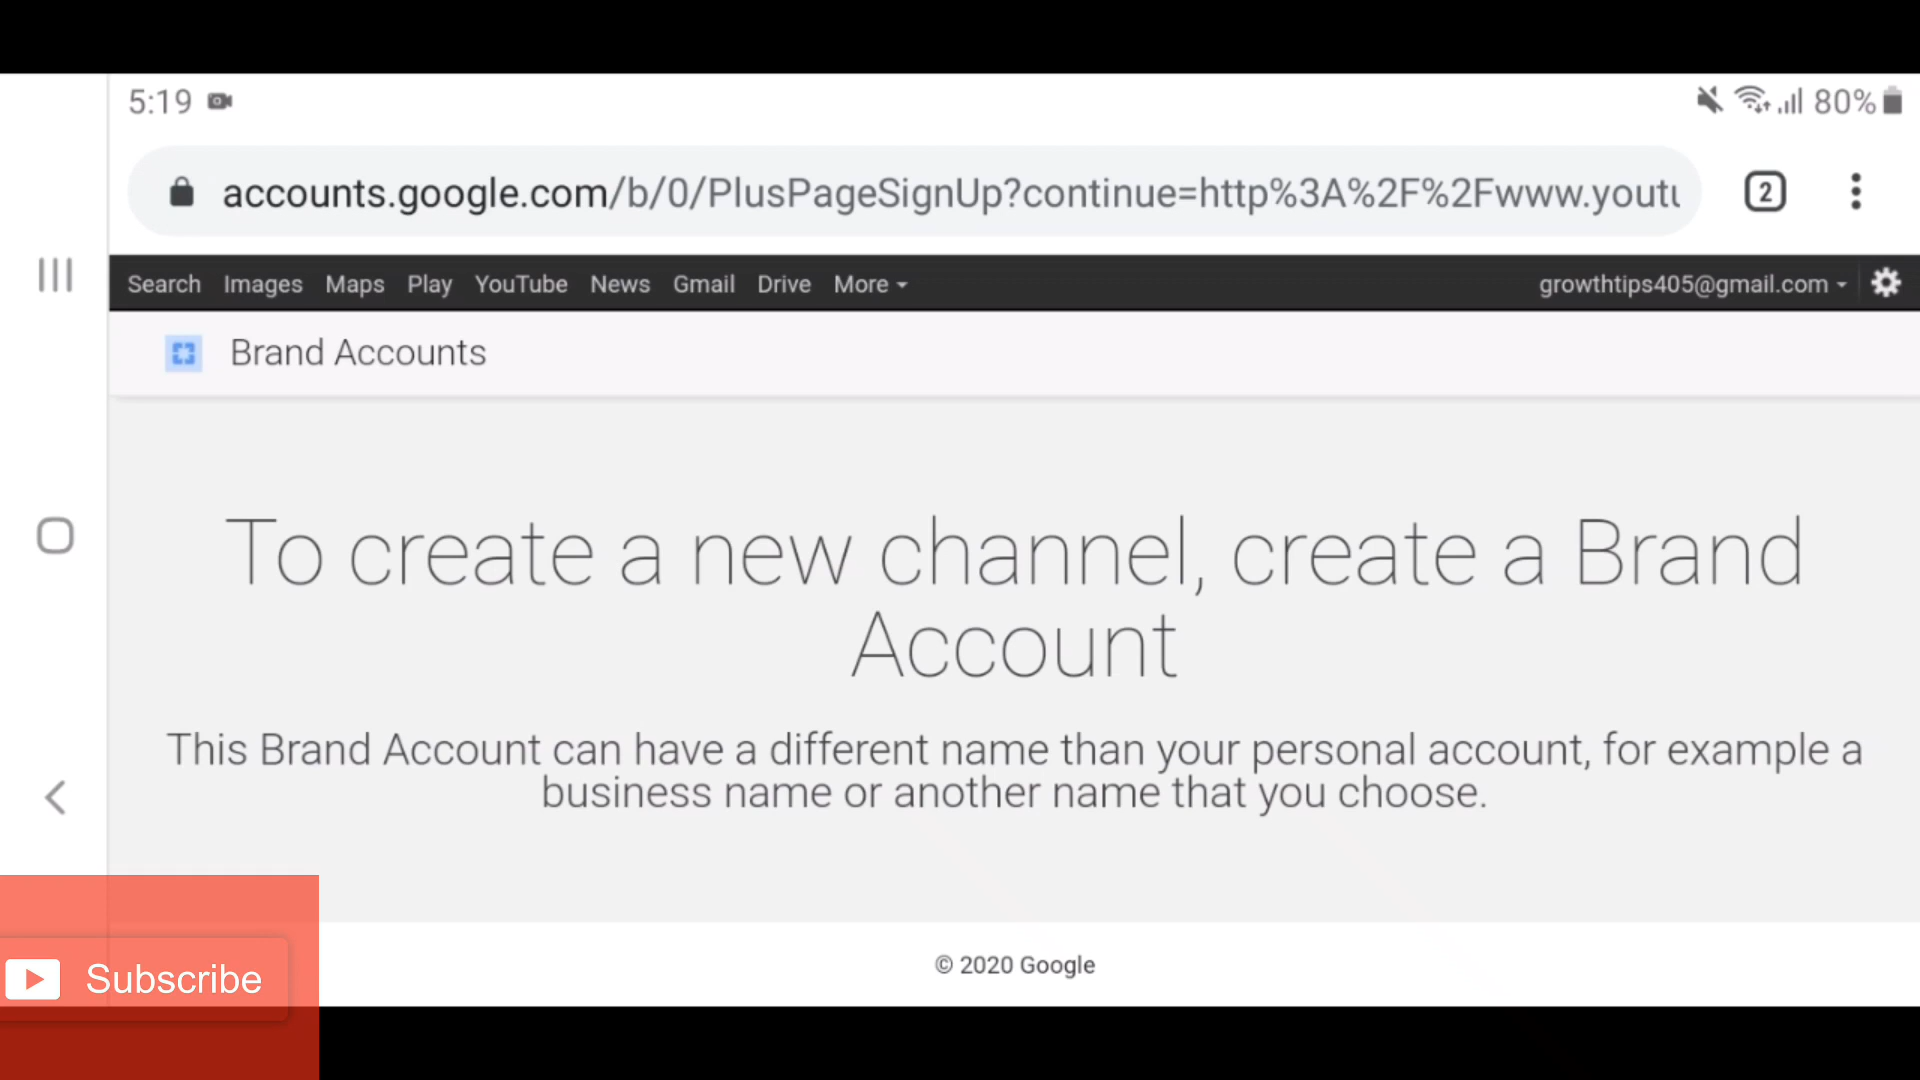 5:19
80%
accounts.google.com/b/0/PlusPageSignUp?continue=http%3A%2F%2Fwww.youtu
2
Search Images Maps Play YouTube News Gmail Drive More
growthtips405@gmail.com
Brand Accounts
To create a new channel, create a Brand
Account
This Brand Account can have a different name than your personal account, for example a
business name or another name that you choose.
© 2020 Google
Subscribe